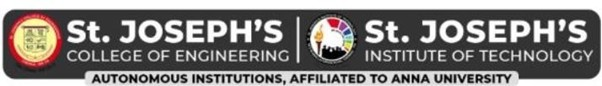 St. JOSEPH'S
COLLEGE OF ENGINEERING
St. JOSEPH'S
INSTITUTE OF TECHNOLOGY
AUTONOMOUS INSTITUTIONS, AFFILIATED TO ANNA UNIVERSITY